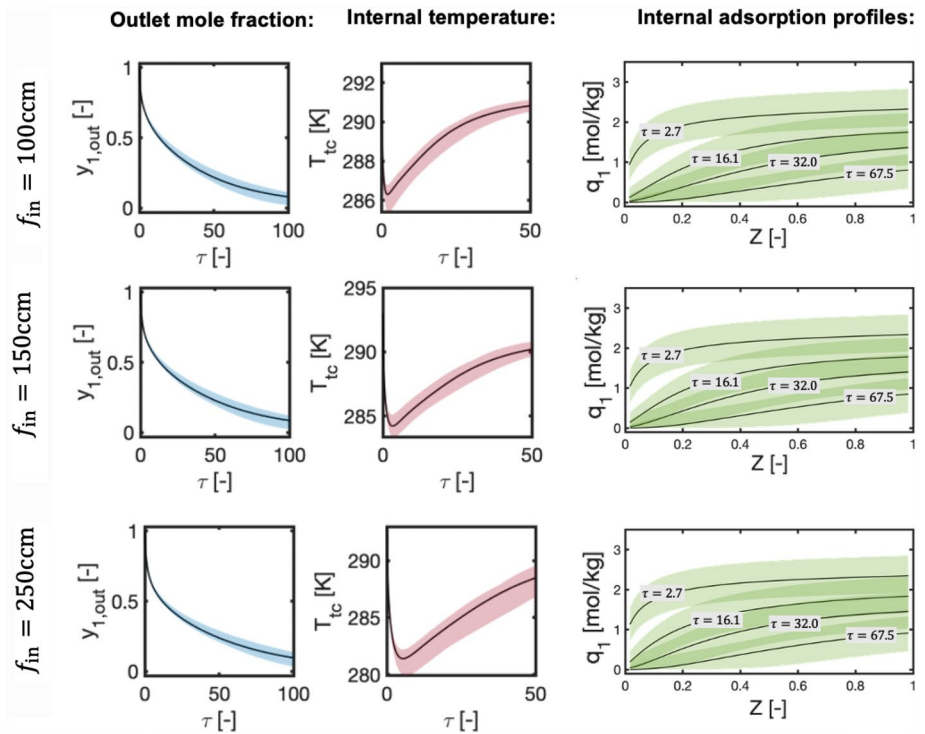 Outlet mole fraction: Internal temperature: Internal adsorption profiles:
f_in = 100ccm
y_1,out [-]
1
0.5
0
0 50 100
τ [-]
T_tc [K]
292
290
288
286
0 50
τ [-]
q_1 [mol/kg]
3
2
1
0
τ = 2.7
τ = 16.1
τ = 32.0
τ = 67.5
0 0.2 0.4 0.6 0.8 1
Z [-]
f_in = 150ccm
y_1,out [-]
1
0.5
0
0 50 100
τ [-]
T_tc [K]
295
290
285
0 50
τ [-]
q_1 [mol/kg]
3
2
1
0
τ = 2.7
τ = 16.1
τ = 32.0
τ = 67.5
0 0.2 0.4 0.6 0.8 1
Z [-]
f_in = 250ccm
y_1,out [-]
1
0.5
0
0 50 100
τ [-]
T_tc [K]
290
285
280
0 50
τ [-]
q_1 [mol/kg]
3
2
1
0
τ = 2.7
τ = 16.1
τ = 32.0
τ = 67.5
0 0.2 0.4 0.6 0.8 1
Z [-]